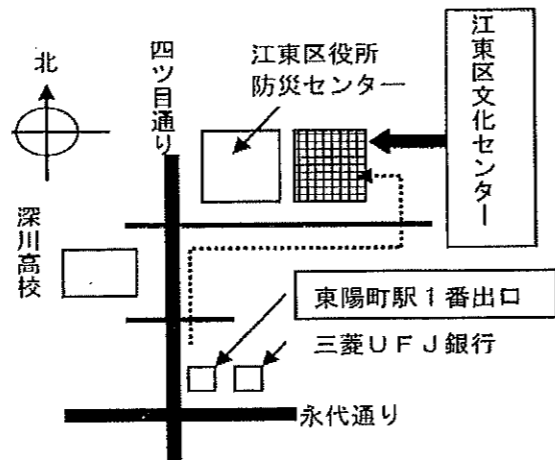 北
四ツ目通り
江東区役所
防災センター
江東区文化センター
深川高校
東陽町駅１番出口
三菱ＵＦＪ銀行
永代通り